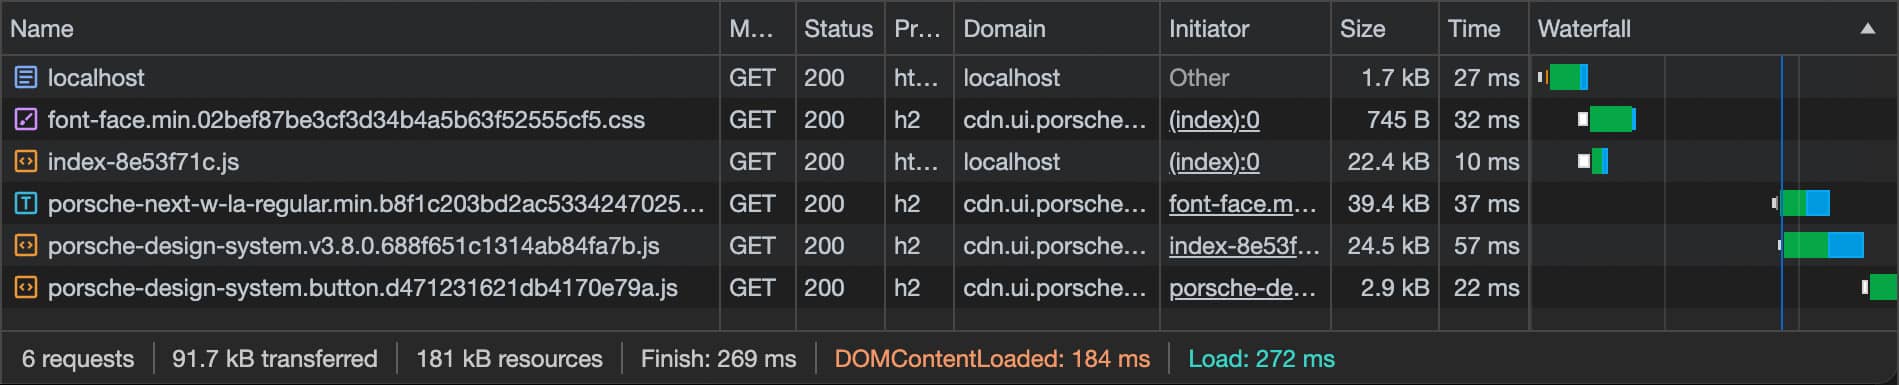 Name M... Status Pr... Domain Initiator Size Time Waterfall
localhost GET 200 ht... localhost Other 1.7 kB 27 ms
font-face.min.02bef87be3cf3d34b4a5b63f52555cf5.css GET 200 h2 cdn.ui.porsche... (index):0 745 B 32 ms
index-8e53f71c.js GET 200 ht... localhost (index):0 22.4 kB 10 ms
porsche-next-w-la-regular.min.b8f1c203bd2ac5334247025... GET 200 h2 cdn.ui.porsche... font-face.m... 39.4 kB 37 ms
porsche-design-system.v3.8.0.688f651c1314ab84fa7b.js GET 200 h2 cdn.ui.porsche... index-8e53f... 24.5 kB 57 ms
porsche-design-system.button.d471231621db4170e79a.js GET 200 h2 cdn.ui.porsche... porsche-de... 2.9 kB 22 ms
6 requests 91.7 kB transferred 181 kB resources Finish: 269 ms DOMContentLoaded: 184 ms Load: 272 ms